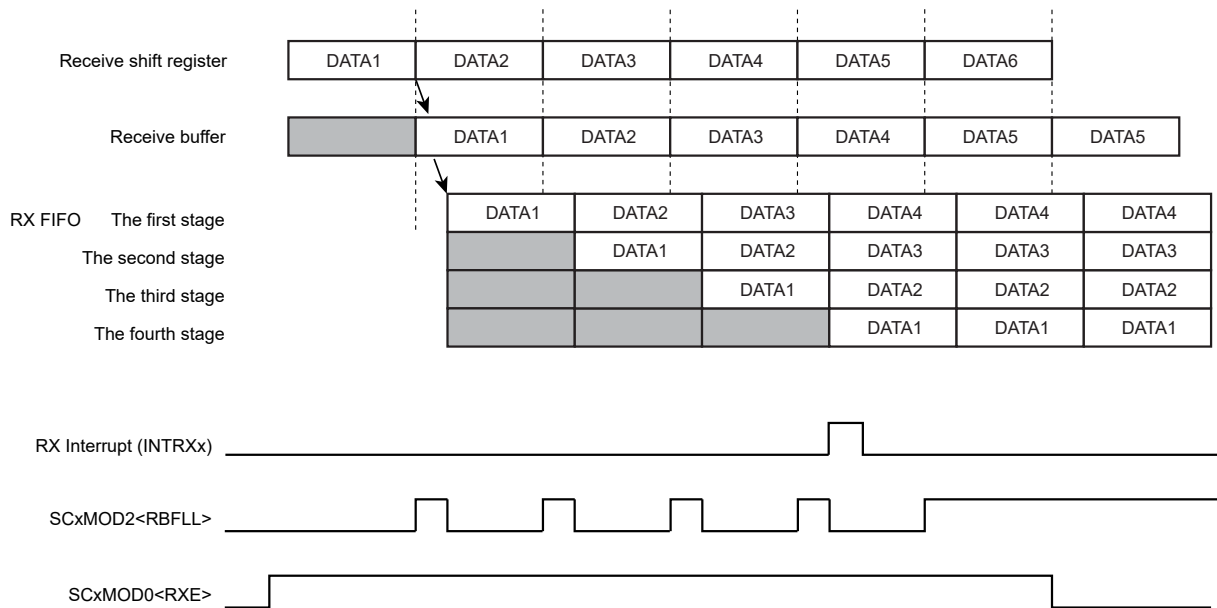 Receive shift register DATA1 DATA2 DATA3 DATA4 DATA5 DATA6
Receive buffer DATA1 DATA2 DATA3 DATA4 DATA5 DATA5
RX FIFO The first stage DATA1 DATA2 DATA3 DATA4 DATA4 DATA4
The second stage DATA1 DATA2 DATA3 DATA3 DATA3
The third stage DATA1 DATA2 DATA2 DATA2
The fourth stage DATA1 DATA1 DATA1
RX Interrupt (INTRXx)
SCxMOD2<RBFLL>
SCxMOD0<RXE>